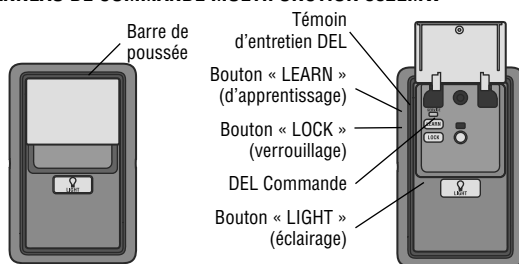 Barre de
poussée
LIGHT
Témoin
d'entretien DEL
Bouton « LEARN »
(d'apprentissage)
Bouton « LOCK »
(verrouillage)
DEL Commande
Bouton « LIGHT »
(éclairage)
LEARN
LOCK
LIGHT